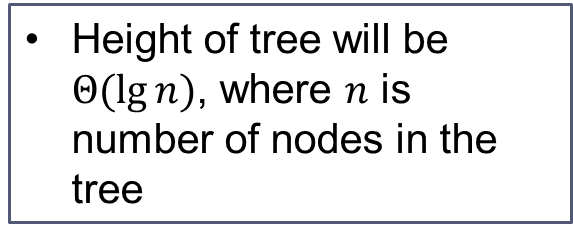 • Height of tree will be
Θ(lg n), where n is
number of nodes in the
tree